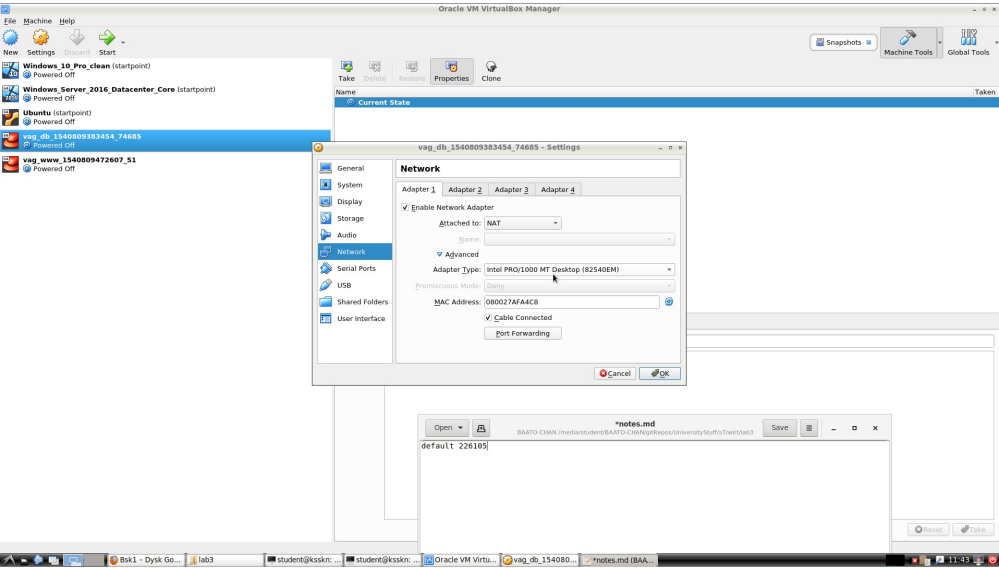 Oracle VM VirtualBox Manager
File Machine Help
New Settings Discard Start
Snapshots
Machine Tools
Global Tools
Windows_10_Pro_clean (startpoint)
Powered Off
Windows_Server_2016_Datacenter_Core (startpoint)
Powered Off
Ubuntu (startpoint)
Powered Off
vag_db_1540809383454_74685
Powered Off
vag_www_1540809472607_51
Powered Off
Take Delete Restore Properties Clone
Name Taken
Current State
vag_db_1540809383454_74685 - Settings
General
System
Display
Storage
Audio
Network
Serial Ports
USB
Shared Folders
User Interface
Network
Adapter 1 Adapter 2 Adapter 3 Adapter 4
Enable Network Adapter
Attached to: NAT
Name:
Advanced
Adapter Type: Intel PRO/1000 MT Desktop (82540EM)
Promiscuous Mode: Deny
MAC Address: 080027AFA4C8
Cable Connected
Port Forwarding
Cancel OK
Open
*notes.md
BAATO-CHAN /media/student/BAATO-CHAN/gitRepos/UniversityStuff/s7/wirt/lab3
Save
default 226105
Reset Take
Bsk1 – Dysk Go...
lab3
student@ksskn: ...
student@ksskn: ...
Oracle VM Virtu...
vag_db_154080...
*notes.md (BAA...
11:43